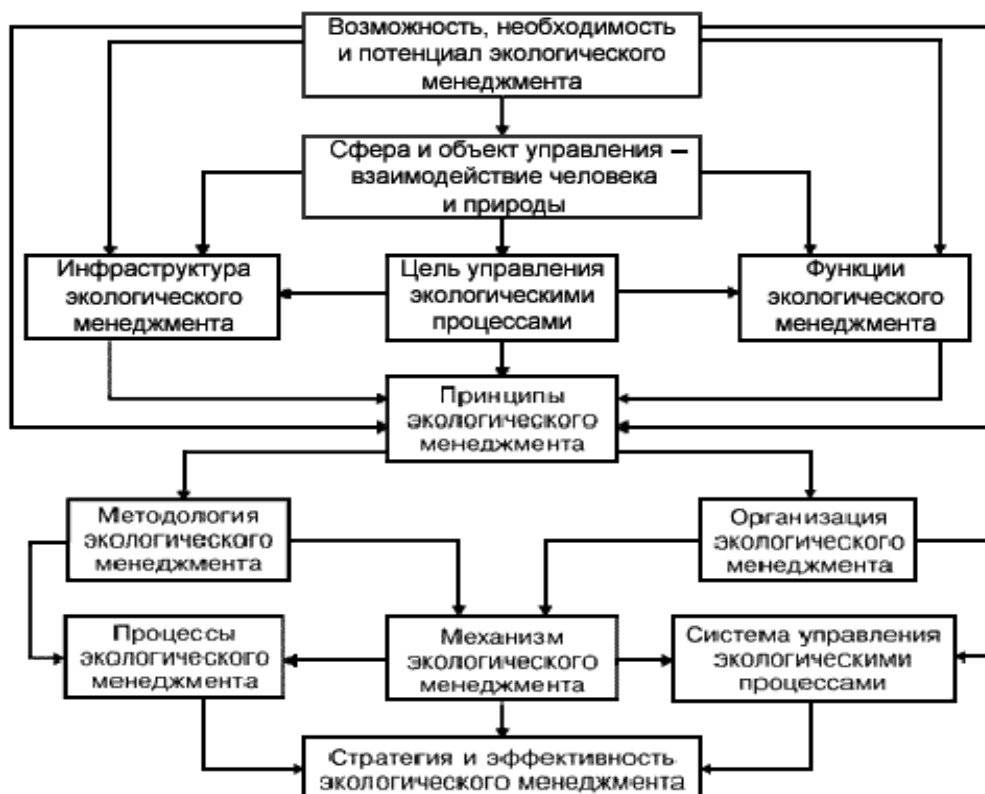 Возможность, необходимость
и потенциал экологического
менеджмента
Сфера и объект управления –
взаимодействие человека
и природы
Инфраструктура
экологического
менеджмента
Цель управления
экологическими
процессами
Функции
экологического
менеджмента
Принципы
экологического
менеджмента
Методология
экологического
менеджмента
Организация
экологического
менеджмента
Процессы
экологического
менеджмента
Механизм
экологического
менеджмента
Система управления
экологическими
процессами
Стратегия и эффективность
экологического менеджмента